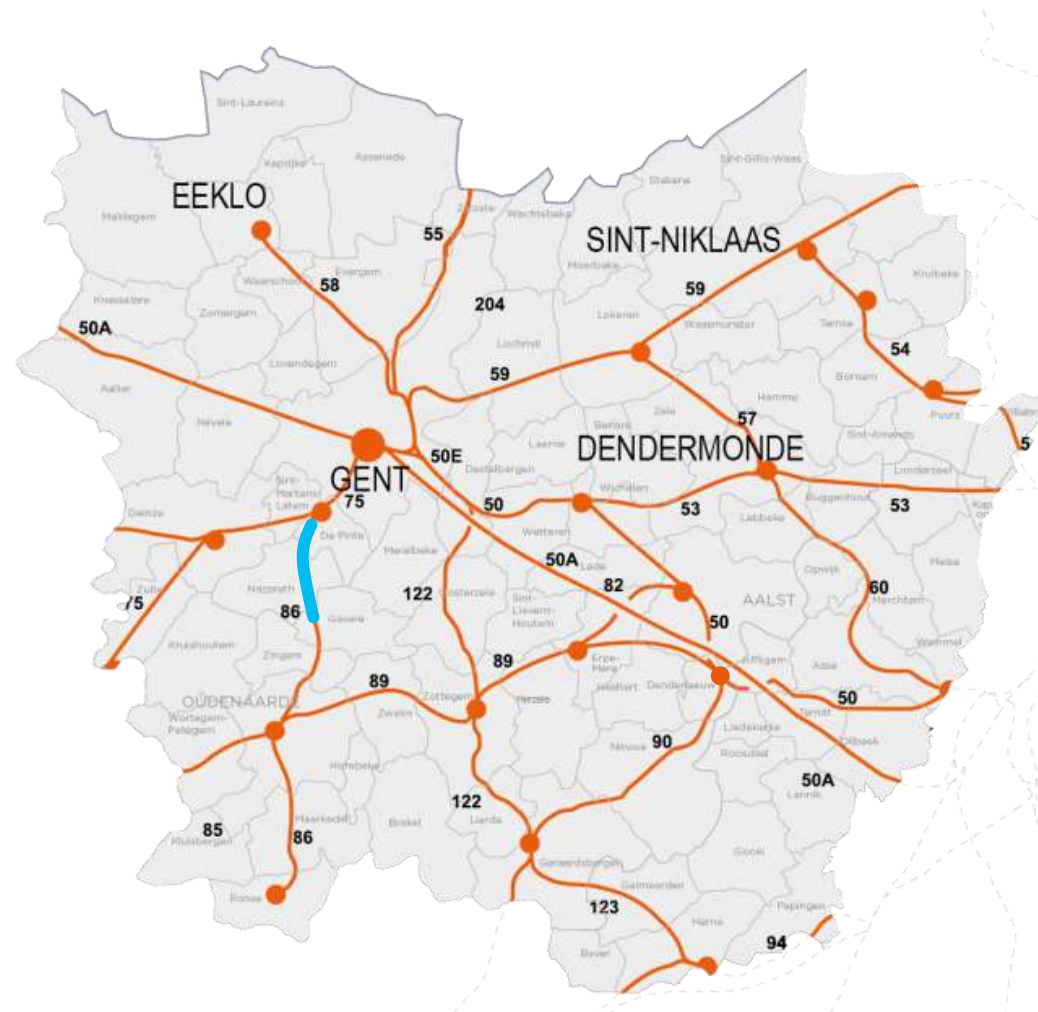 Sint-Laureins
Assenede
Kaprijke
Sint-Gillis-Waas
Stekene
EEKLO
Maldegem
Zelzate
Wachtebeke
55
SINT-NIKLAAS
Moerbeke
Evergem
Waarschoot
58
Kruibeke
59
Knesselare
Zomergem
204
Lokeren
Waasmunster
Temse
50A
Lochristi
54
Lovendegem
59
Bornem
Aalter
Hamme
Zele
57
Puurs
Nevele
Berlare
Laarne
Sint-Amands
DENDERMONDE
50E
Destelbergen
Londerzeel
GENT
Sint-
Martens-
Latem
75
Wichelen
Buggenhout
50
53
53
Kap
Deinze
De Pinte
Wetteren
Lebbeke
Merelbeke
50A
Lede
Opwijk
Meise
Zulte
Nazareth
122
Oosterzele
82
60
75
Sint-
Lievens-
Houtem
AALST
Merchtem
86
Gavere
50
Kruishoutem
Zingem
Wemmel
89
Erpe-
Mere
Affligem
Asse
89
Denderleeuw
OUDENAARDE
Zottegem
Herzele
Haaltert
50
Wortegem-
Petegem
Zwalm
Ternat
Liedekerke
Dilbeek
90
Ninove
Roosdaal
Horebeke
50A
Lennik
122
Maarkedal
Brakel
Lierda
85
86
Kluisbergen
Gooik
Geraardsbergen
Galmaarden
Ronse
123
Pepingen
Herne
94
Bever